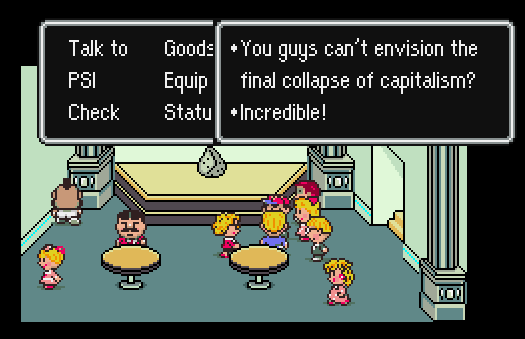 Talk to Goods
PSI Equip
Check Statu
•You guys can't envision the
final collapse of capitalism?
•Incredible!